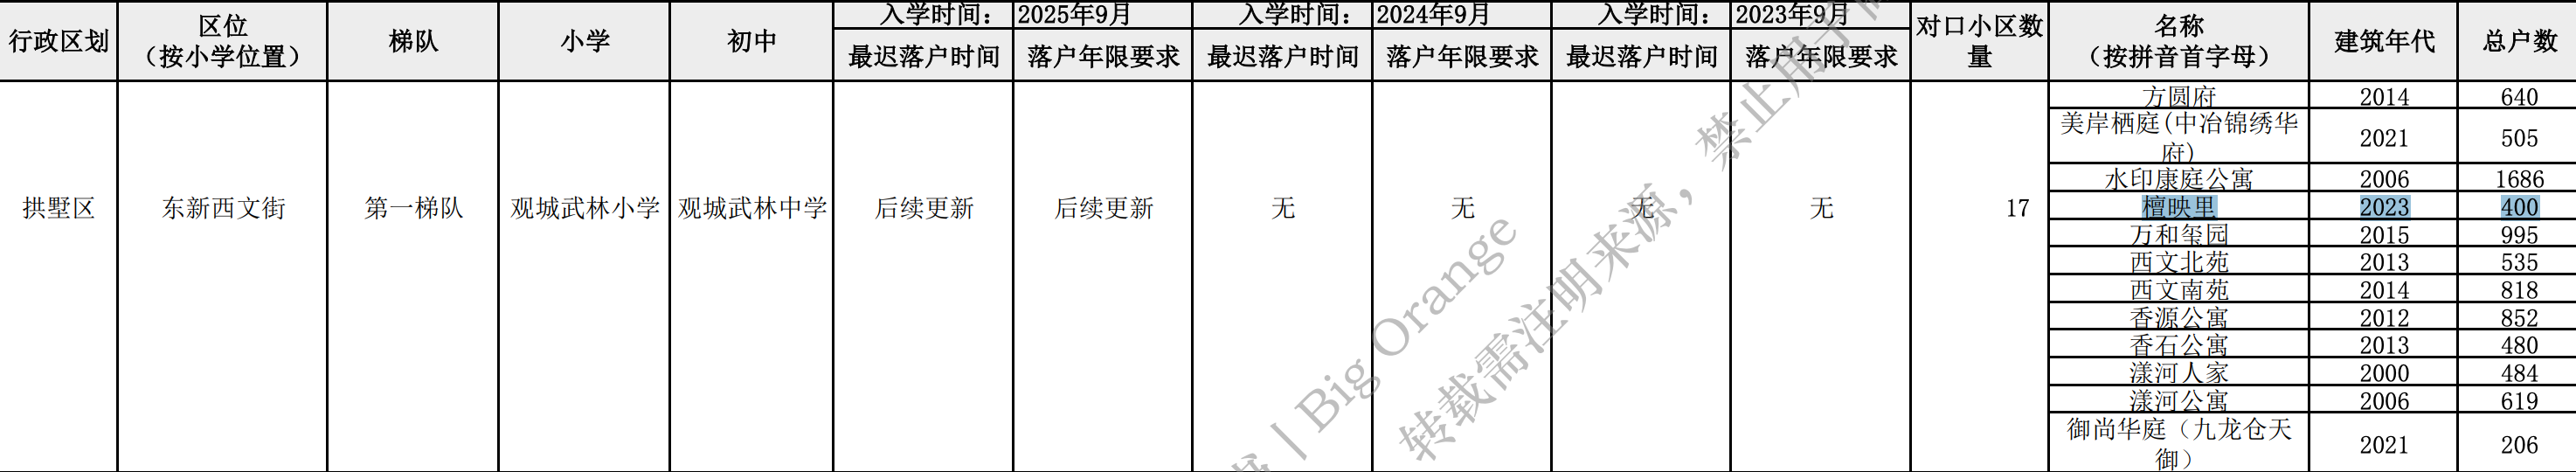 行政区划 区位 梯队 小学 初中 入学时间： 2025年9月 入学时间： 2024年9月 入学时间： 2023年9月 对口小区数 名称 建筑年代 总户数
（按小学位置） 最迟落户时间 落户年限要求 最迟落户时间 落户年限要求 最迟落户时间 落户年限要求 量 （按拼音首字母）
方圆府 2014 640
美岸栖庭(中冶锦绣华 2021 505
府)
水印康庭公寓 2006 1686
拱墅区 东新西文街 第一梯队 观城武林小学 观城武林中学 后续更新 后续更新 无 无 无 无 17 檀映里 2023 400
万和玺园 2015 995
西文北苑 2013 535
西文南苑 2014 818
香源公寓 2012 852
香石公寓 2013 480
漾河人家 2000 484
漾河公寓 2006 619
御尚华庭（九龙仓天 2021 206
御）
| Big Orange
转载需注明来源，禁止用于